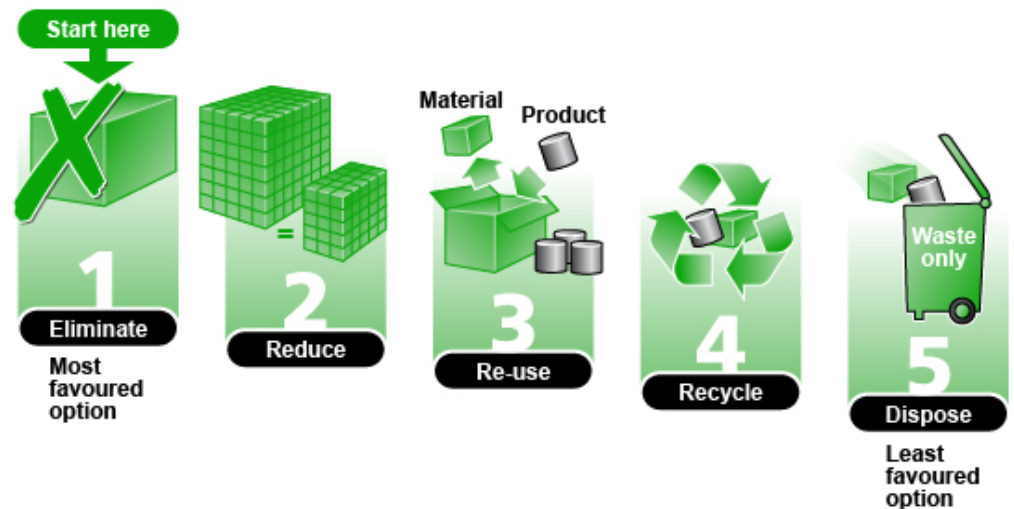 Start here
1
Eliminate
Most
favoured
option
=
2
Reduce
Material
Product
3
Re-use
4
Recycle
Waste
only
5
Dispose
Least
favoured
option